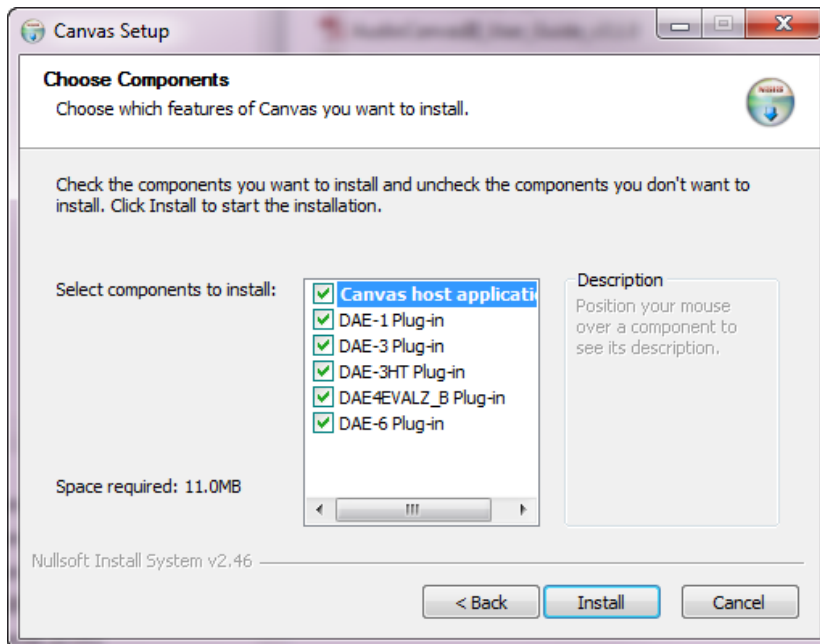 Canvas Setup
Choose Components
Choose which features of Canvas you want to install.
Check the components you want to install and uncheck the components you don't want to
install. Click Install to start the installation.
Select components to install:
Canvas host applicati
DAE-1 Plug-in
DAE-3 Plug-in
DAE-3HT Plug-in
DAE4EVALZ_B Plug-in
DAE-6 Plug-in
Description
Position your mouse
over a component to
see its description.
Space required: 11.0MB
Nullsoft Install System v2.46
< Back
Install
Cancel